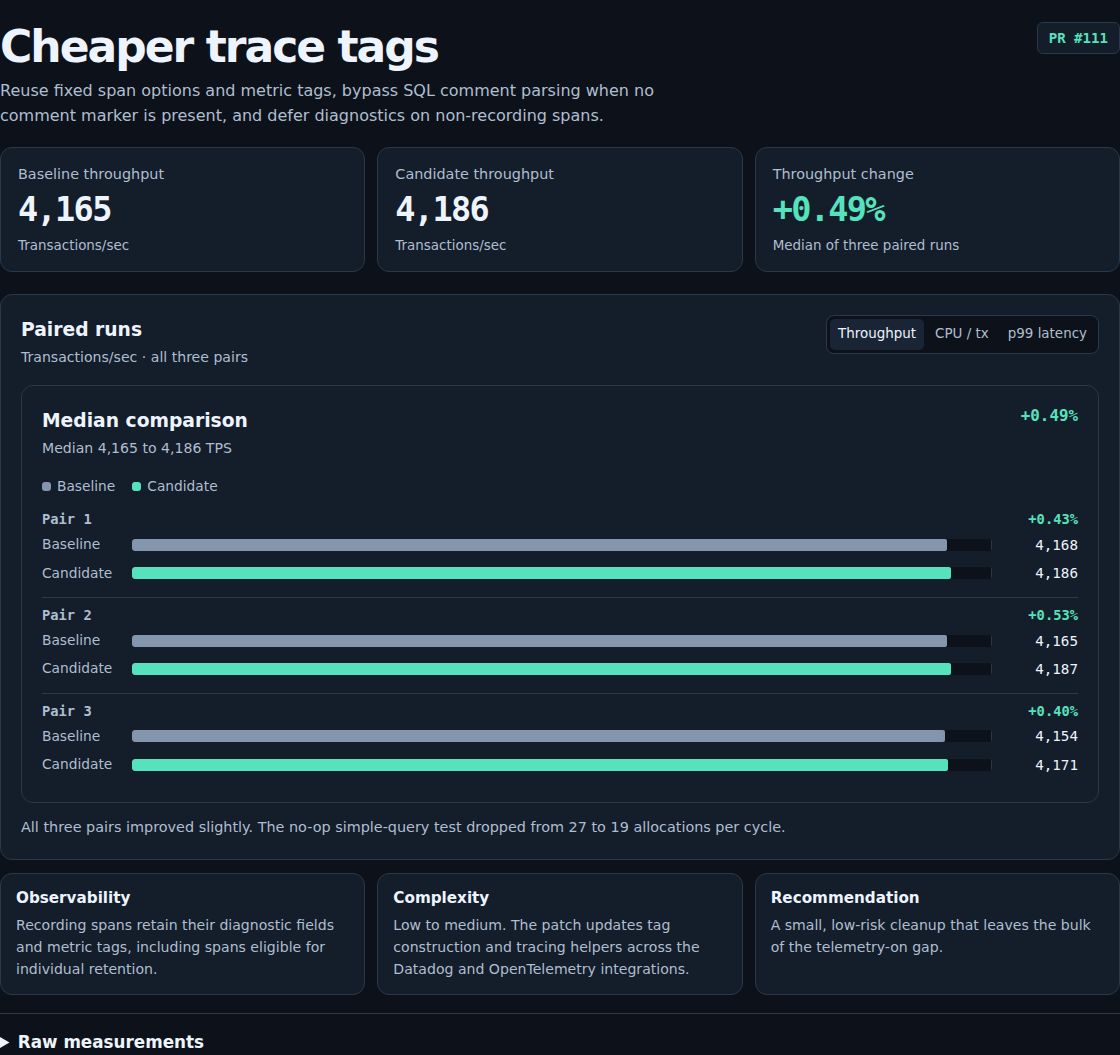 Cheaper trace tags
PR #111
Reuse fixed span options and metric tags, bypass SQL comment parsing when no
comment marker is present, and defer diagnostics on non-recording spans.
Baseline throughput
4,165
Transactions/sec
Candidate throughput
4,186
Transactions/sec
Throughput change
+0.49%
Median of three paired runs
Paired runs
Transactions/sec · all three pairs
Throughput
CPU / tx
p99 latency
Median comparison
+0.49%
Median 4,165 to 4,186 TPS
Baseline
Candidate
Pair 1
+0.43%
Baseline
4,168
Candidate
4,186
Pair 2
+0.53%
Baseline
4,165
Candidate
4,187
Pair 3
+0.40%
Baseline
4,154
Candidate
4,171
All three pairs improved slightly. The no-op simple-query test dropped from 27 to 19 allocations per cycle.
Observability
Recording spans retain their diagnostic fields
and metric tags, including spans eligible for
individual retention.
Complexity
Low to medium. The patch updates tag
construction and tracing helpers across the
Datadog and OpenTelemetry integrations.
Recommendation
A small, low-risk cleanup that leaves the bulk
of the telemetry-on gap.
Raw measurements